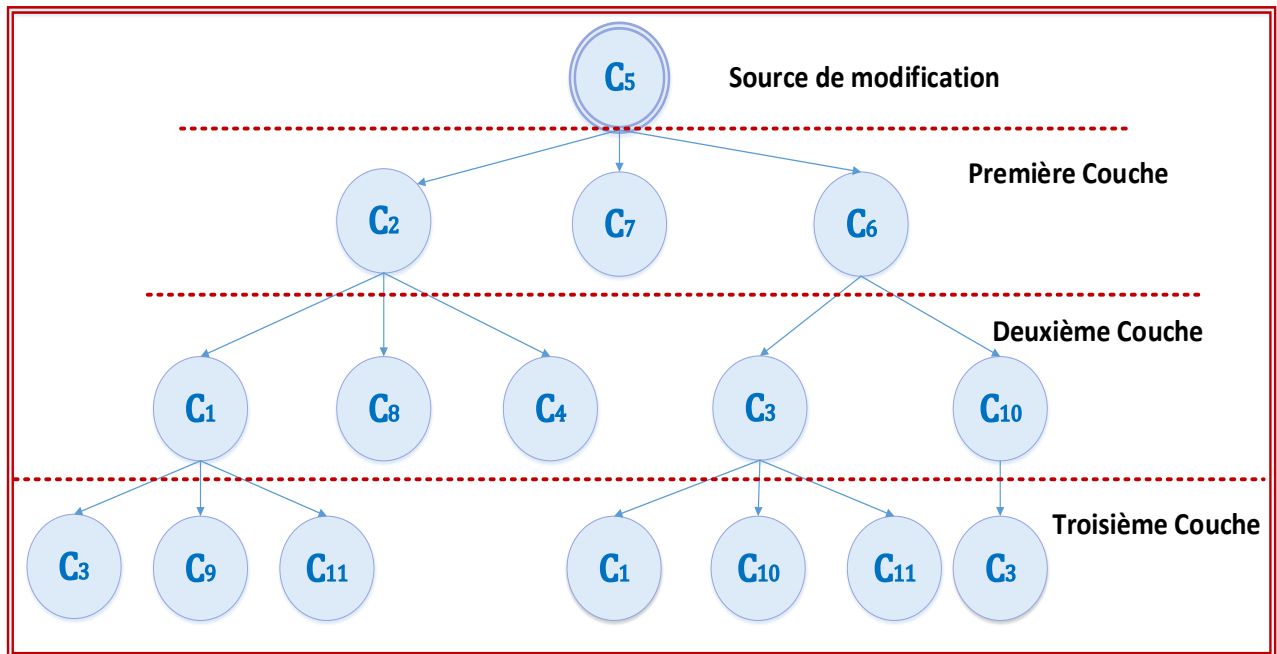 C5 Source de modification
Première Couche
C2 C7 C6
Deuxième Couche
C1 C8 C4 C3 C10
Troisième Couche
C3 C9 C11 C1 C10 C11 C3